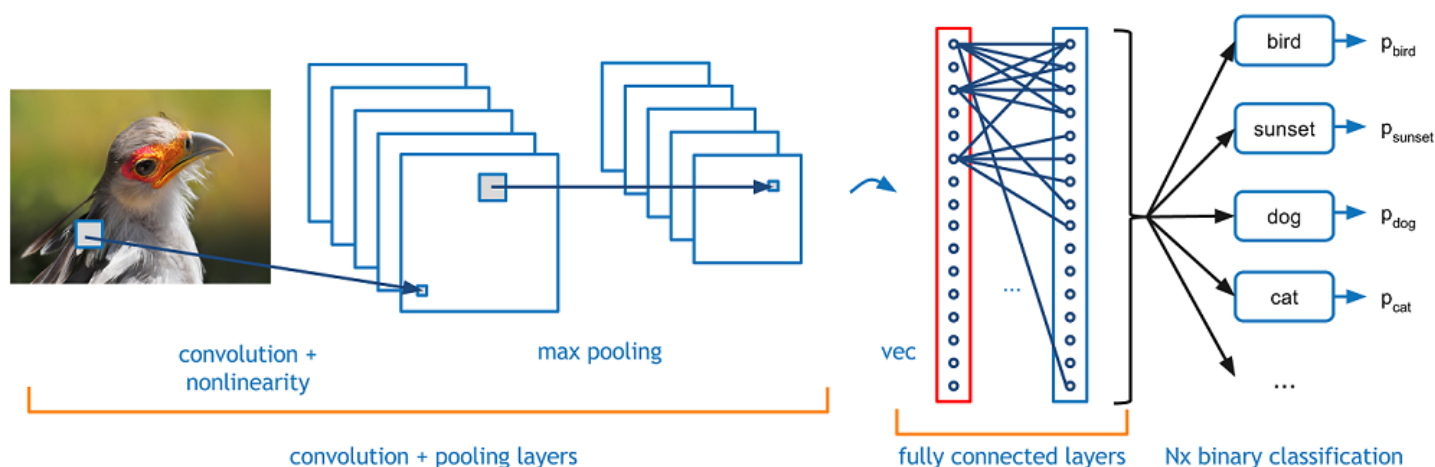 convolution +
nonlinearity
max pooling
convolution + pooling layers
vec
...
fully connected layers
bird
p_bird
sunset
p_sunset
dog
p_dog
cat
p_cat
...
Nx binary classification